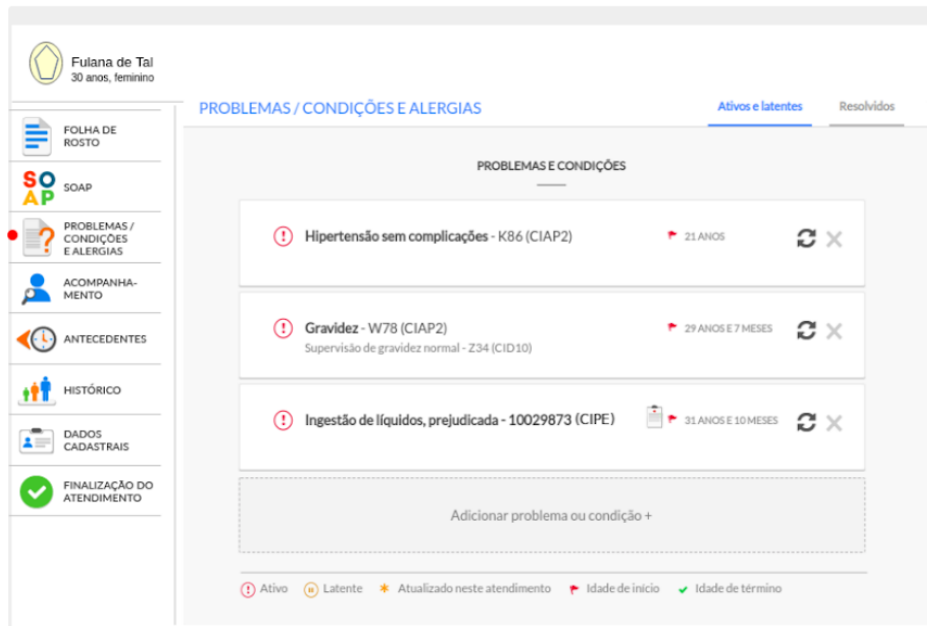 Fulana de Tal
30 anos, feminino
PROBLEMAS / CONDIÇÕES E ALERGIAS
Ativos e latentes
Resolvidos
FOLHA DE
ROSTO
SOAP
SOAP
PROBLEMAS /
CONDIÇÕES
E ALERGIAS
ACOMPANHA-
MENTO
ANTECEDENTES
HISTÓRICO
DADOS
CADASTRAIS
FINALIZAÇÃO DO
ATENDIMENTO
PROBLEMAS E CONDIÇÕES
Hipertensão sem complicações - K86 (CIAP2)
21 ANOS
Gravidez - W78 (CIAP2)
29 ANOS E 7 MESES
Supervisão de gravidez normal - Z34 (CID10)
Ingestão de líquidos, prejudicada - 10029873 (CIPE)
31 ANOS E 10 MESES
Adicionar problema ou condição +
Ativo
Latente
Atualizado neste atendimento
Idade de início
Idade de término